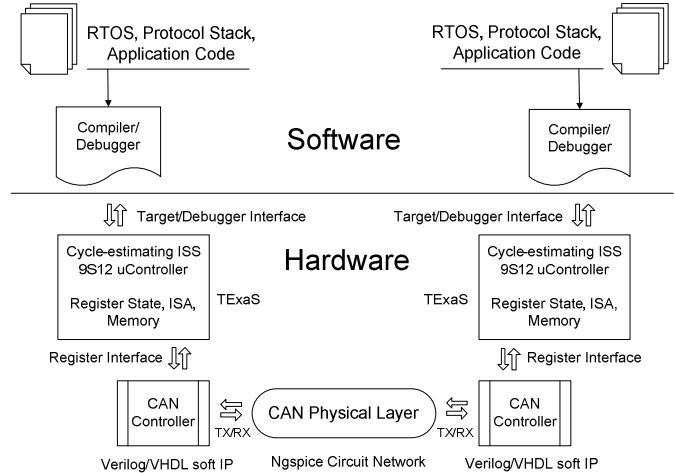 RTOS, Protocol Stack,
Application Code
RTOS, Protocol Stack,
Application Code
Compiler/
Debugger
Software
Compiler/
Debugger
Target/Debugger Interface
Target/Debugger Interface
Cycle-estimating ISS
9S12 uController
Register State, ISA,
Memory
TExaS
Hardware
TExaS
Cycle-estimating ISS
9S12 uController
Register State, ISA,
Memory
Register Interface
Register Interface
CAN
Controller
TX/RX
CAN Physical Layer
TX/RX
CAN
Controller
Verilog/VHDL soft IP
Ngspice Circuit Network
Verilog/VHDL soft IP